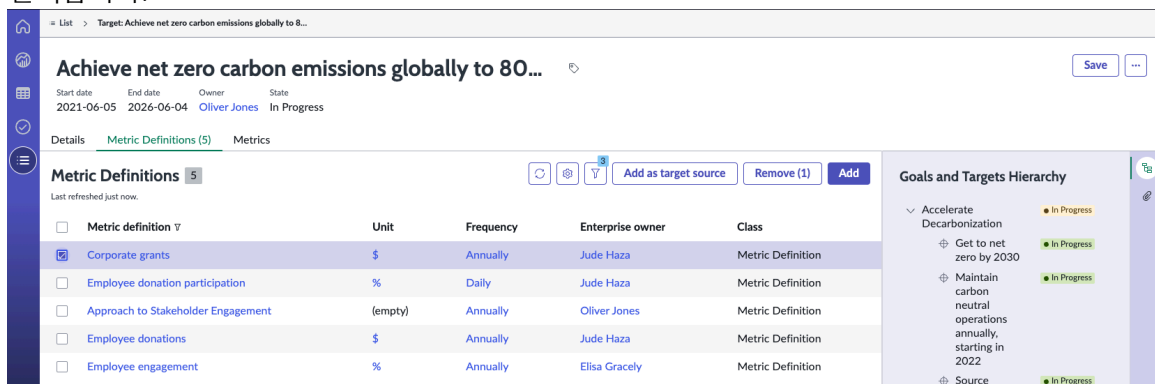 ≡ List > Target: Achieve net zero carbon emissions globally to 8...
Achieve net zero carbon emissions globally to 80...
Save
...
Start date End date Owner State
2021-06-05 2026-06-04 Oliver Jones In Progress
Details Metric Definitions (5) Metrics
Metric Definitions 5
Last refreshed just now.
3
Add as target source Remove (1) Add
Metric definition Unit Frequency Enterprise owner Class
Corporate grants $ Annually Jude Haza Metric Definition
Employee donation participation % Daily Jude Haza Metric Definition
Approach to Stakeholder Engagement (empty) Annually Oliver Jones Metric Definition
Employee donations $ Annually Jude Haza Metric Definition
Employee engagement % Annually Elisa Gracely Metric Definition
Goals and Targets Hierarchy
Accelerate • In Progress
Decarbonization
Get to net • In Progress
zero by 2030
Maintain • In Progress
carbon
neutral
operations
annually,
starting in
2022
Source • In Progress